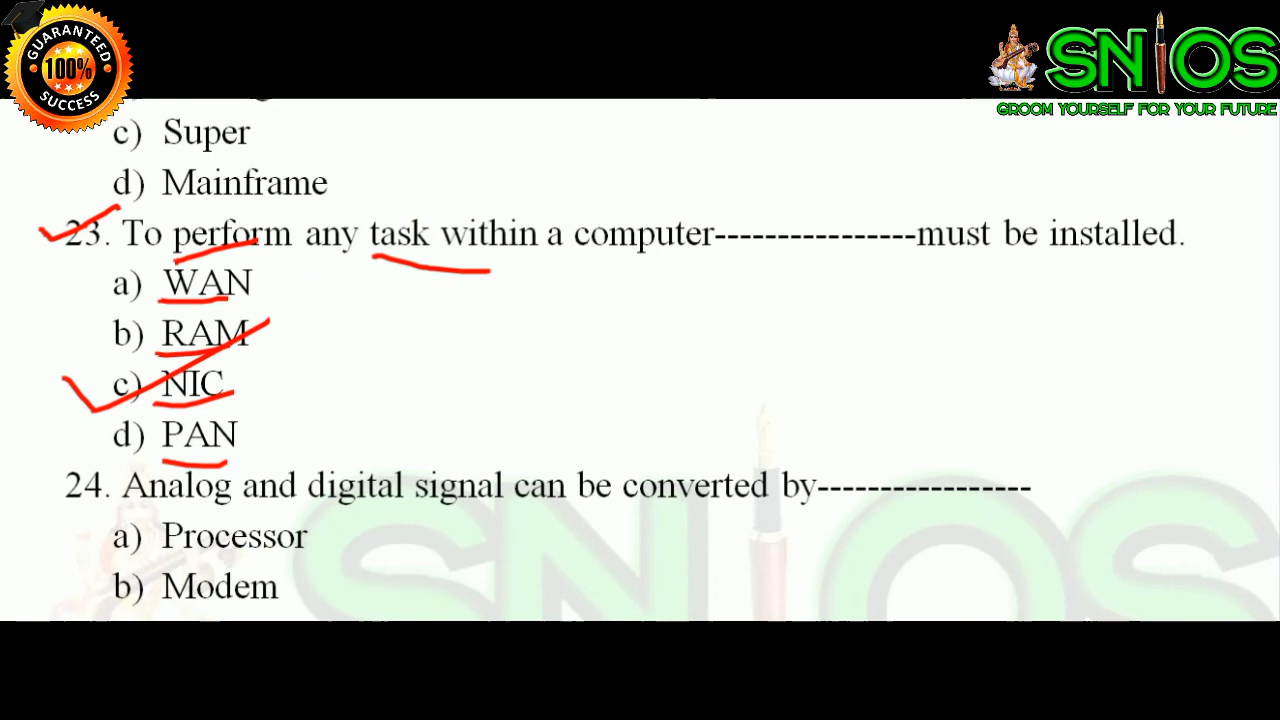 GUARANTEED
100%
SUCCESS
SNIOS
GROOM YOURSELF FOR YOUR FUTURE
c) Super
d) Mainframe
23. To perform any task within a computer----------------must be installed.
a) WAN
b) RAM
c) NIC
d) PAN
24. Analog and digital signal can be converted by-----------------
a) Processor
b) Modem